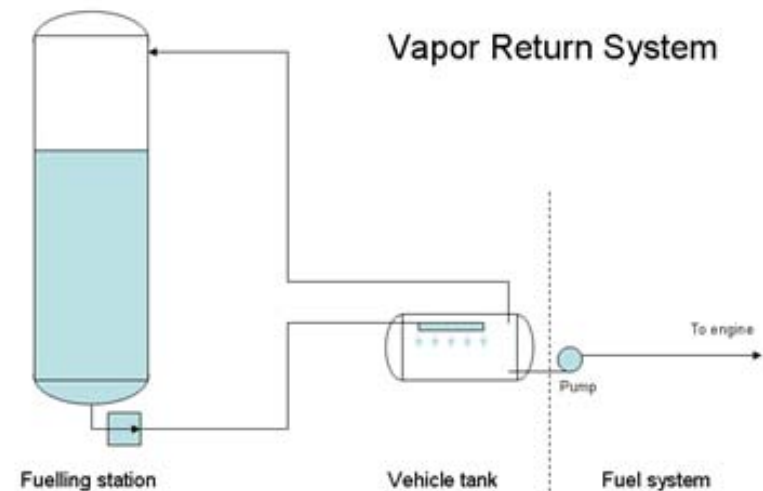 Vapor Return System
To engine
Pump
Fuelling station
Vehicle tank
Fuel system